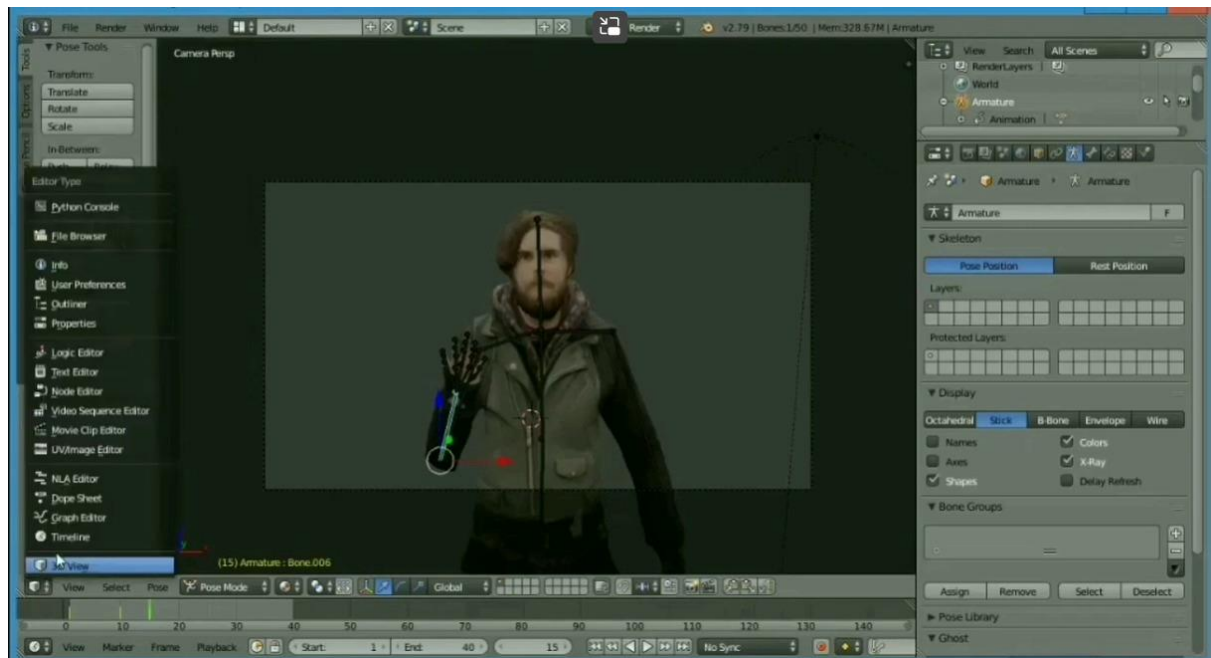 File Render Window Help Default Scene Render v2.79 | Bones:1/50 | Mem:328.67M | Armature
Tools
Options
Pose Tools
Transform:
Translate
Rotate
Scale
In-Between:
Camera Persp
Editor Type
Python Console
File Browser
Info
User Preferences
Outliner
Properties
Logic Editor
Text Editor
Node Editor
Video Sequence Editor
Movie Clip Editor
UV/Image Editor
NLA Editor
Dope Sheet
Graph Editor
Timeline
3D View
(15) Armature : Bone.006
View Select Pose Pose Mode Global
0 10 20 30 40 50 60 70 80 90 100 110 120 130 140
View Marker Frame Playback Start: 1 End: 40 15 No Sync
View Search All Scenes
RenderLayers
World
Armature
Animation
Armature Armature
Armature F
Skeleton
Pose Position Rest Position
Layers:
Protected Layers:
Display
Octahedral Stick B-Bone Envelope Wire
Names Colors
Axes X-Ray
Shapes Delay Refresh
Bone Groups
Assign Remove Select Deselect
Pose Library
Ghost